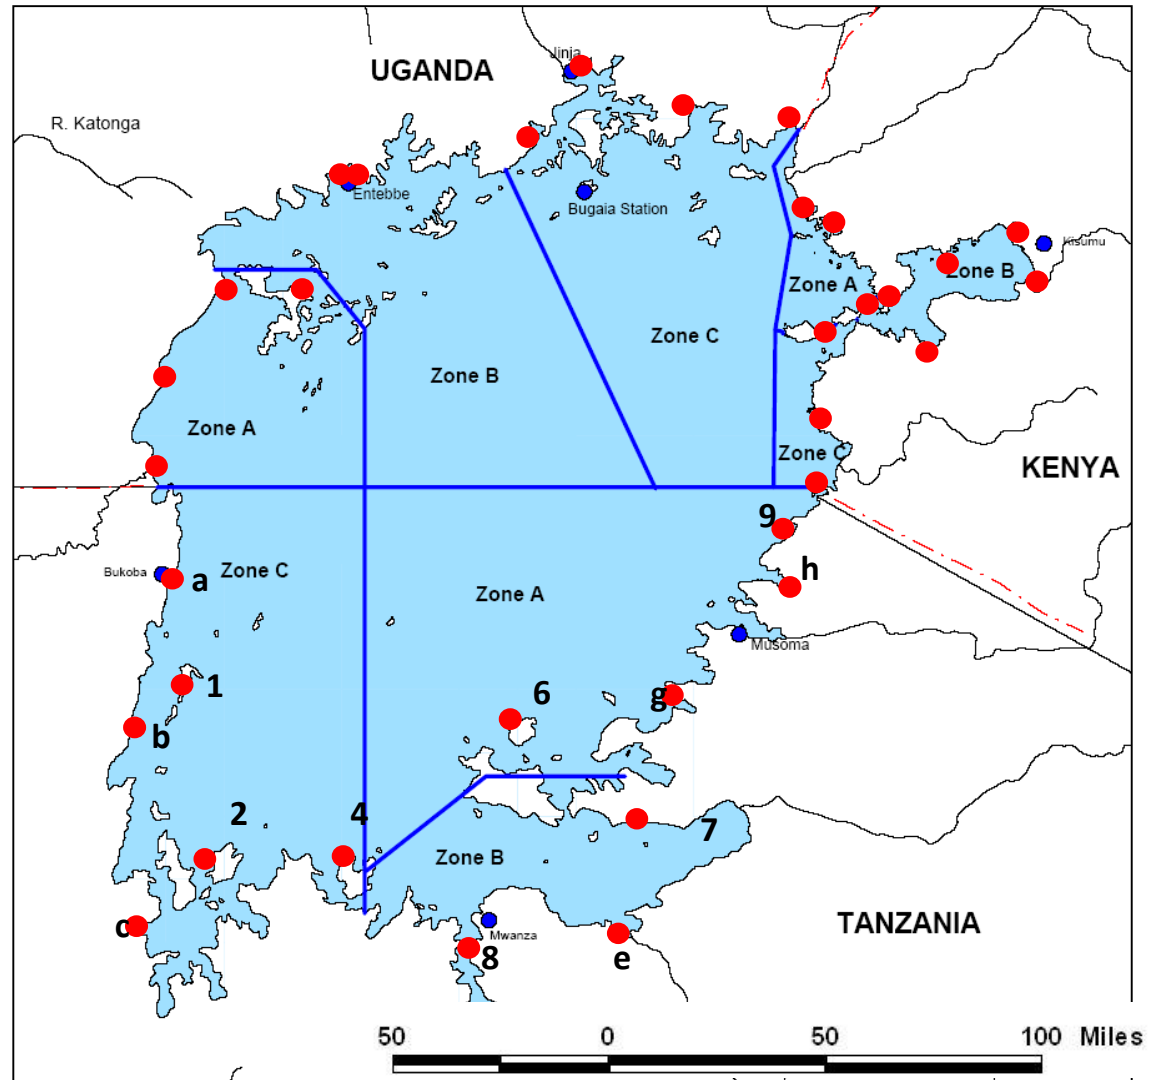 Jinja
UGANDA
R. Katonga
Entebbe
Bugaia Station
Kisumu
Zone B
Zone A
Zone C
Zone B
Zone A
Zone C
KENYA
9
h
Bukoba
a
Zone C
Zone A
Musoma
1
6
g
b
2
4
7
Zone B
c
TANZANIA
Mwanza
8
e
50 0 50 100 Miles